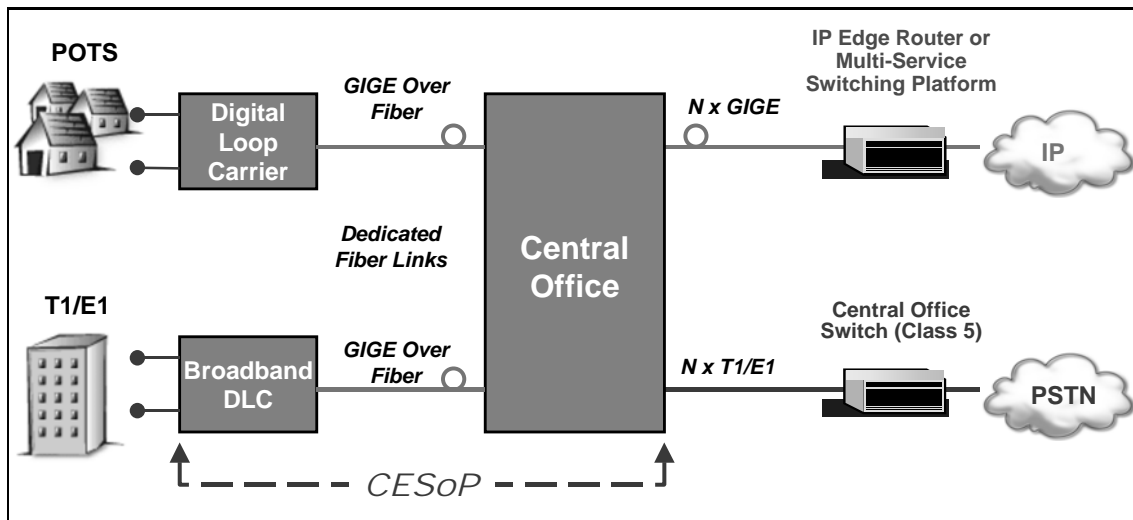 POTS
Digital
Loop
Carrier
GIGE Over
Fiber
Dedicated
Fiber Links
T1/E1
Broadband
DLC
GIGE Over
Fiber
Central
Office
N x GIGE
IP Edge Router or
Multi-Service
Switching Platform
IP
N x T1/E1
Central Office
Switch (Class 5)
PSTN
CESoP